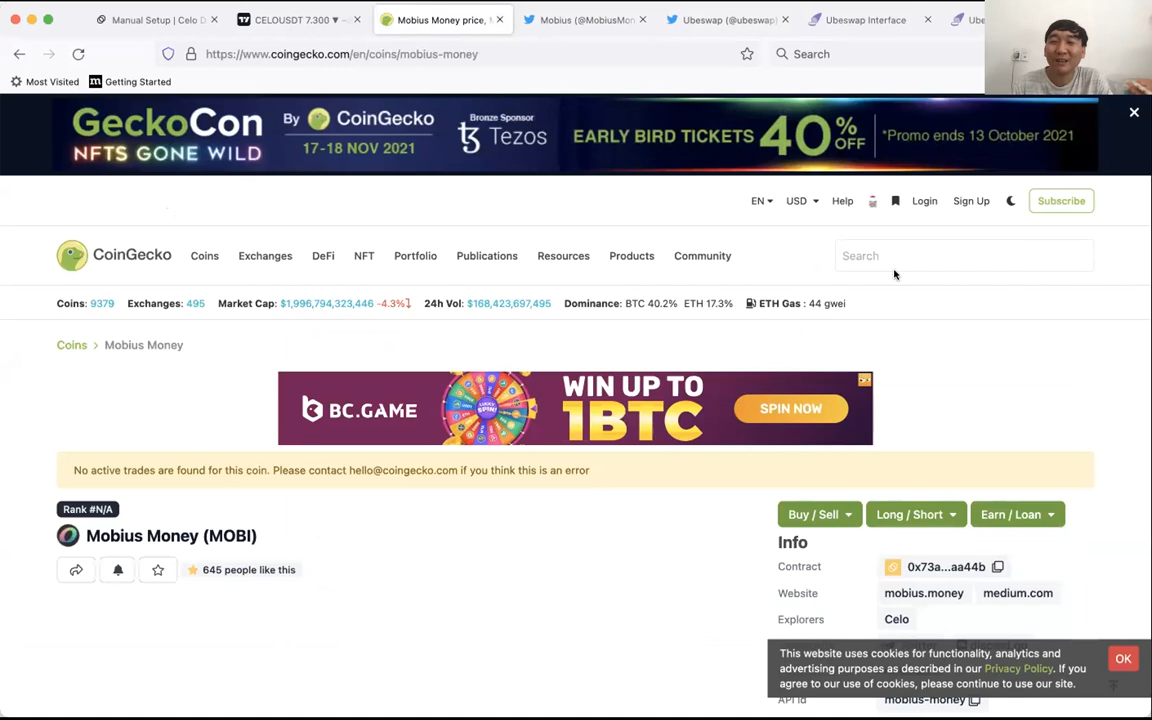 Manual Setup | Celo D
CELOUSDT 7.300 ▼
Mobius Money price,
Mobius (@MobiusMon
Ubeswap (@ubeswap)
Ubeswap Interface
Ube
https://www.coingecko.com/en/coins/mobius-money
Search
Most Visited
Getting Started
GeckoCon
NFTS GONE WILD
By CoinGecko
17-18 NOV 2021
Bronze Sponsor
Tezos
EARLY BIRD TICKETS 40% OFF
*Promo ends 13 October 2021
EN USD Help Login Sign Up Subscribe
CoinGecko Coins Exchanges DeFi NFT Portfolio Publications Resources Products Community Search
Coins: 9379 Exchanges: 495 Market Cap: $1,996,794,323,446 -4.3% 24h Vol: $168,423,697,495 Dominance: BTC 40.2% ETH 17.3% ETH Gas : 44 gwei
Coins > Mobius Money
BC.GAME
LUCKY SPIN!
WIN UP TO
1BTC
SPIN NOW
No active trades are found for this coin. Please contact hello@coingecko.com if you think this is an error
Rank #N/A
Mobius Money (MOBI)
645 people like this
Buy / Sell Long / Short Earn / Loan
Info
Contract 0x73a...aa44b
Website mobius.money medium.com
Explorers Celo
This website uses cookies for functionality, analytics and
advertising purposes as described in our Privacy Policy. If you
agree to our use of cookies, please continue to use our site.
OK
API id mobius-money